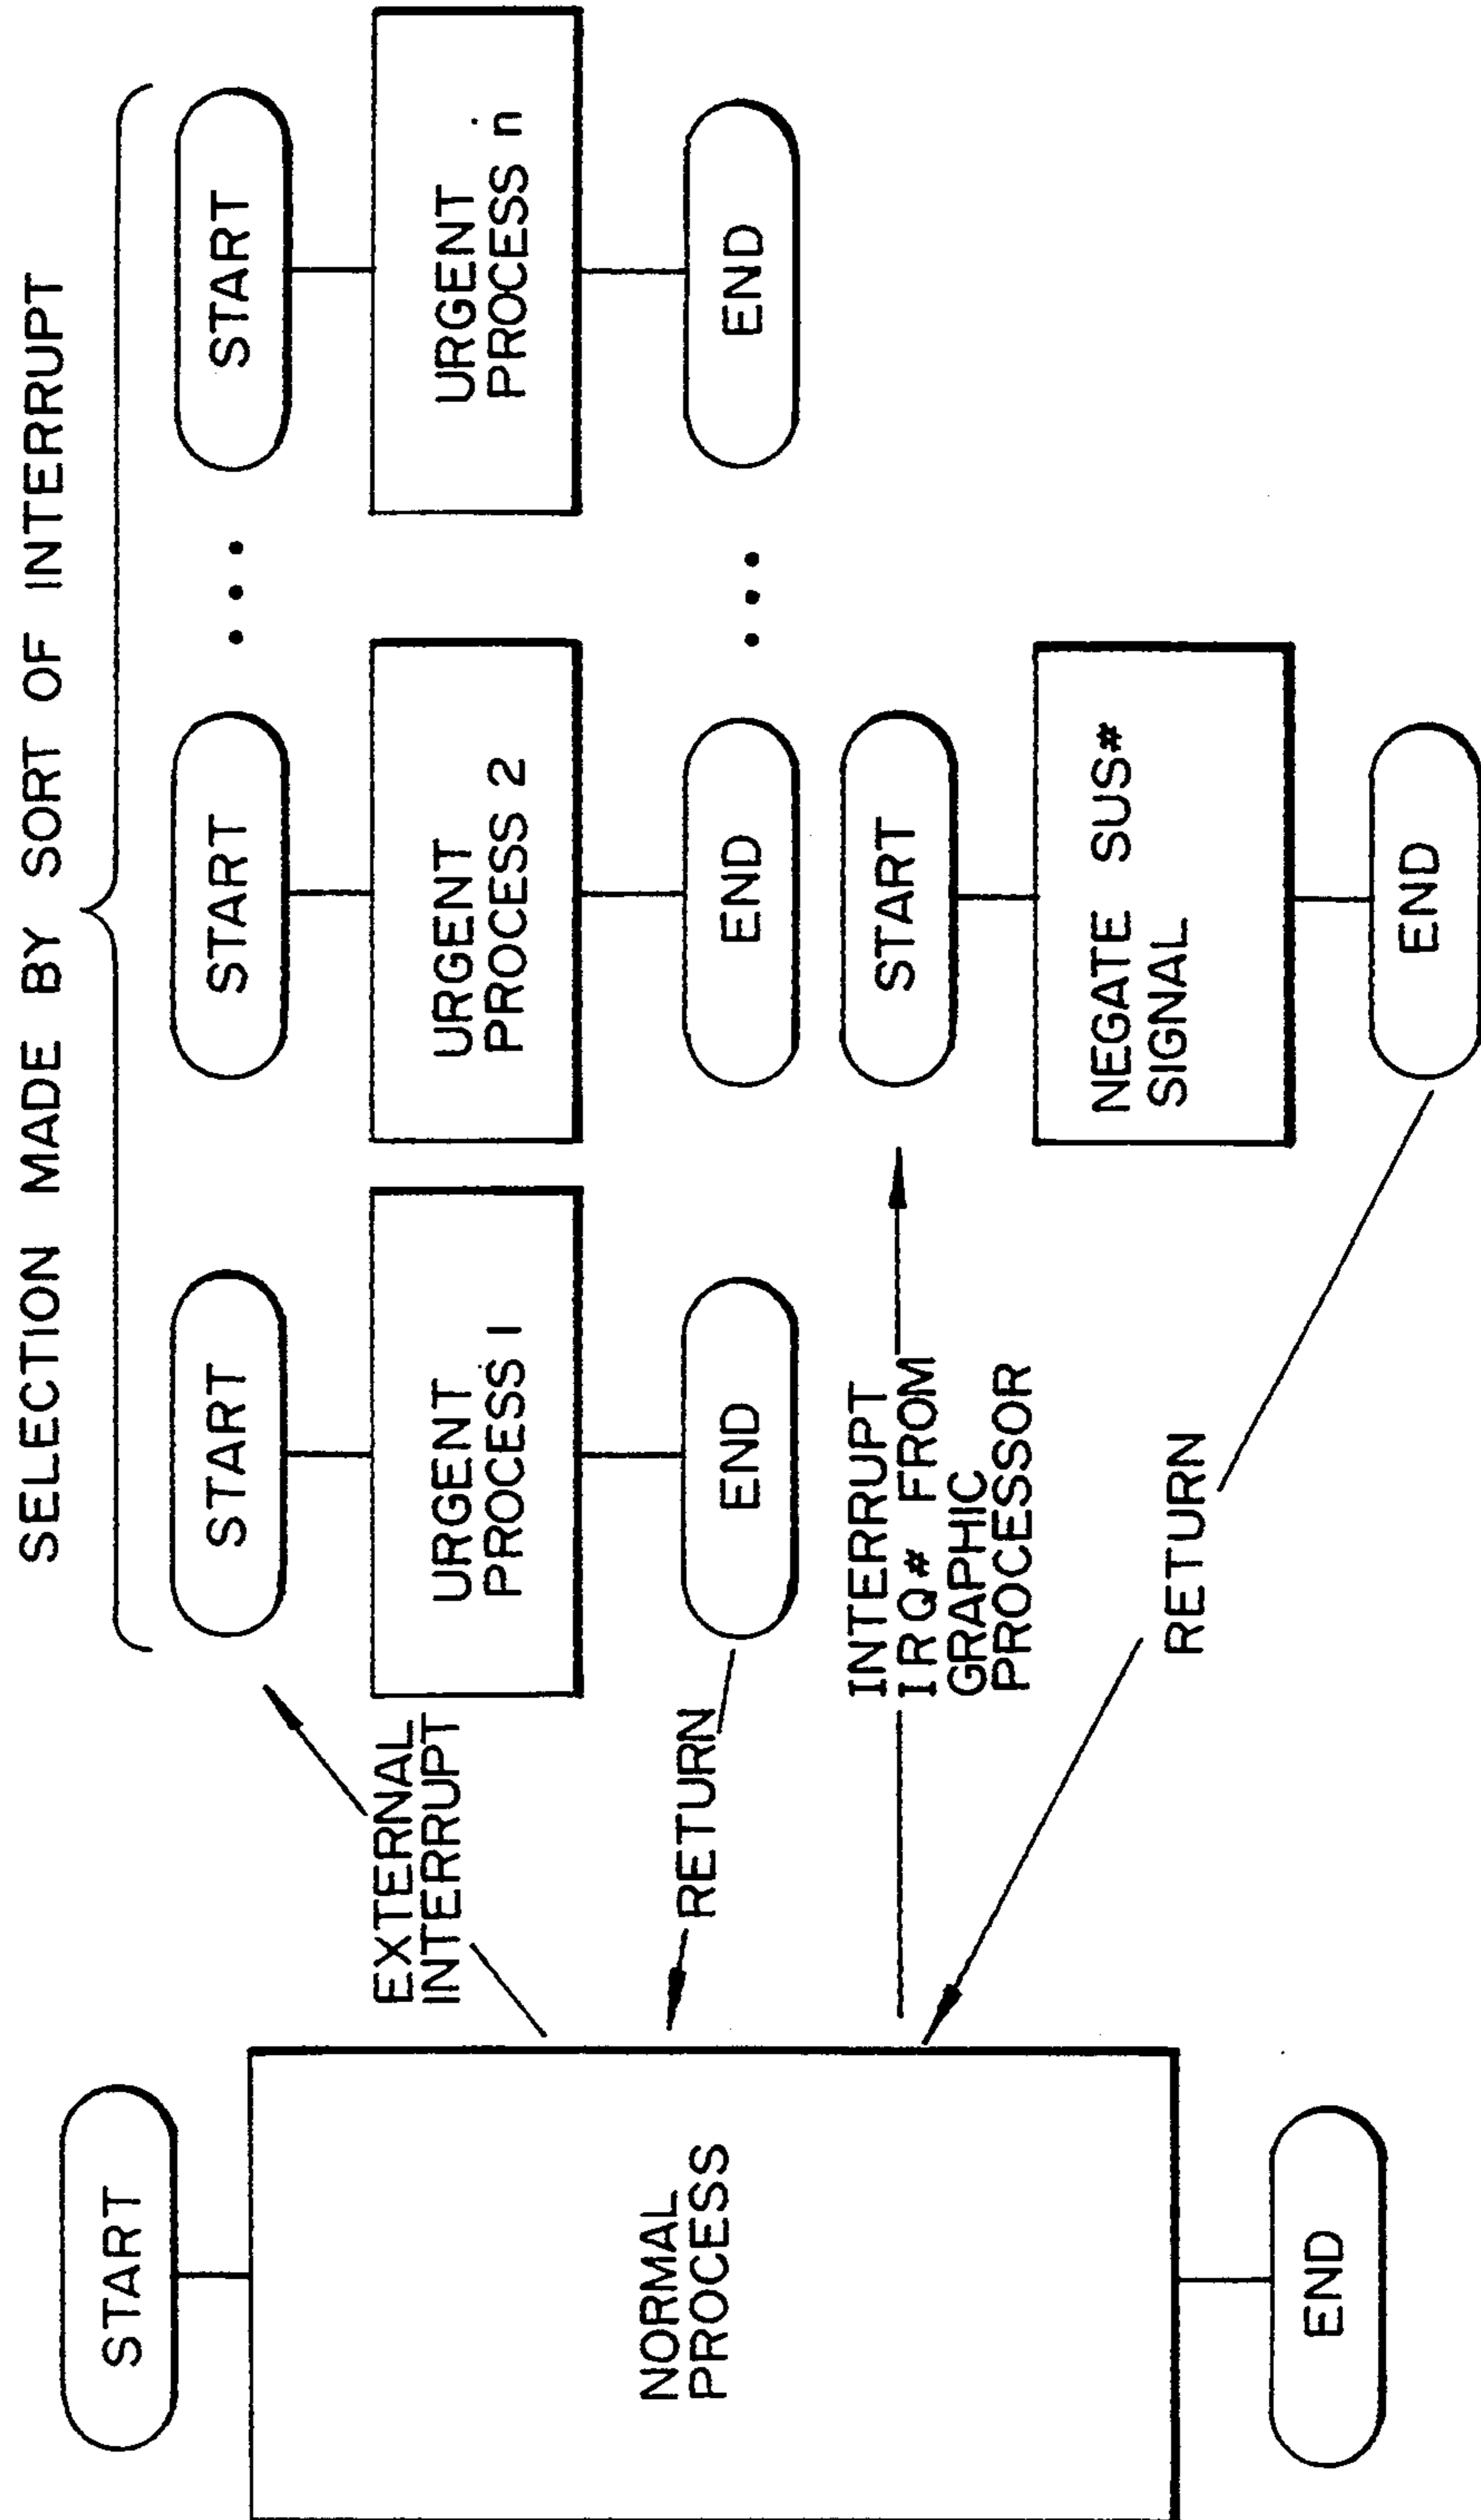 SELECTION MADE BY SORT OF INTERRUPT
START
NORMAL
PROCESS
END
EXTERNAL
INTERRUPT
RETURN
START
URGENT
PROCESS 1
END
START
URGENT
PROCESS 2
END
...
...
START
URGENT
PROCESS n
END
INTERRUPT
IRQ# FROM
GRAPHIC
PROCESSOR
RETURN
START
NEGATE SUS#
SIGNAL
END